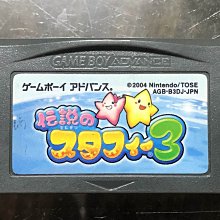 GAME BOY ADVANCE
ゲームボーイ アドバンス
©2004 Nintendo/TOSE
AGB-B3DJ-JPN
伝説の
スタフィー3